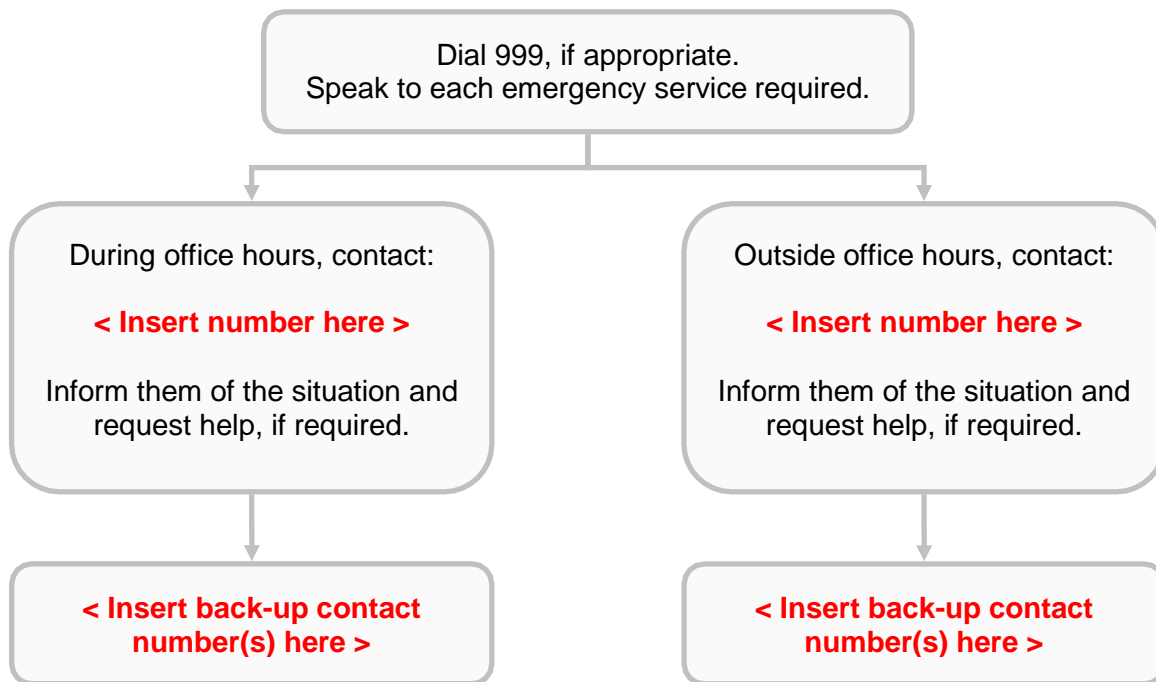 Dial 999, if appropriate.
Speak to each emergency service required.
During office hours, contact:
< Insert number here >
Inform them of the situation and
request help, if required.
Outside office hours, contact:
< Insert number here >
Inform them of the situation and
request help, if required.
< Insert back-up contact
number(s) here >
< Insert back-up contact
number(s) here >